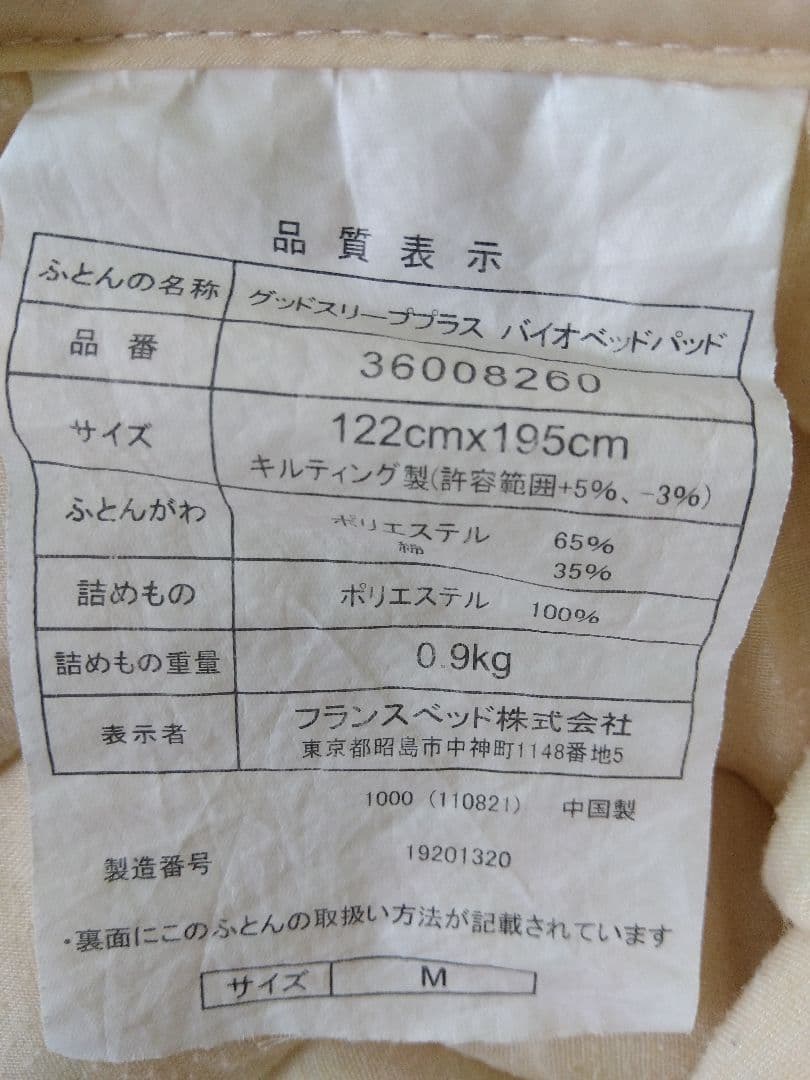 品質表示
ふとんの名称 グッドスリーププラス バイオベッドパッド
品番 36008260
サイズ 122cmx195cm
キルティング製(許容範囲+5%、-3%)
ふとんがわ ポリエステル 65%
綿 35%
詰めもの ポリエステル 100%
詰めもの重量 0.9kg
表示者 フランスベッド株式会社
東京都昭島市中神町1148番地5
1000 (110821) 中国製
製造番号 19201320
・裏面にこのふとんの取扱い方法が記載されています
サイズ M